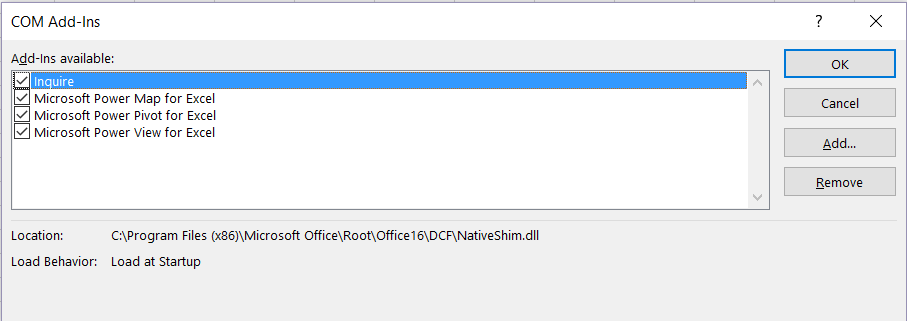 COM Add-Ins
?
Add-Ins available:
Inquire
Microsoft Power Map for Excel
Microsoft Power Pivot for Excel
Microsoft Power View for Excel
OK
Cancel
Add...
Remove
Location: C:\Program Files (x86)\Microsoft Office\Root\Office16\DCF\NativeShim.dll
Load Behavior: Load at Startup